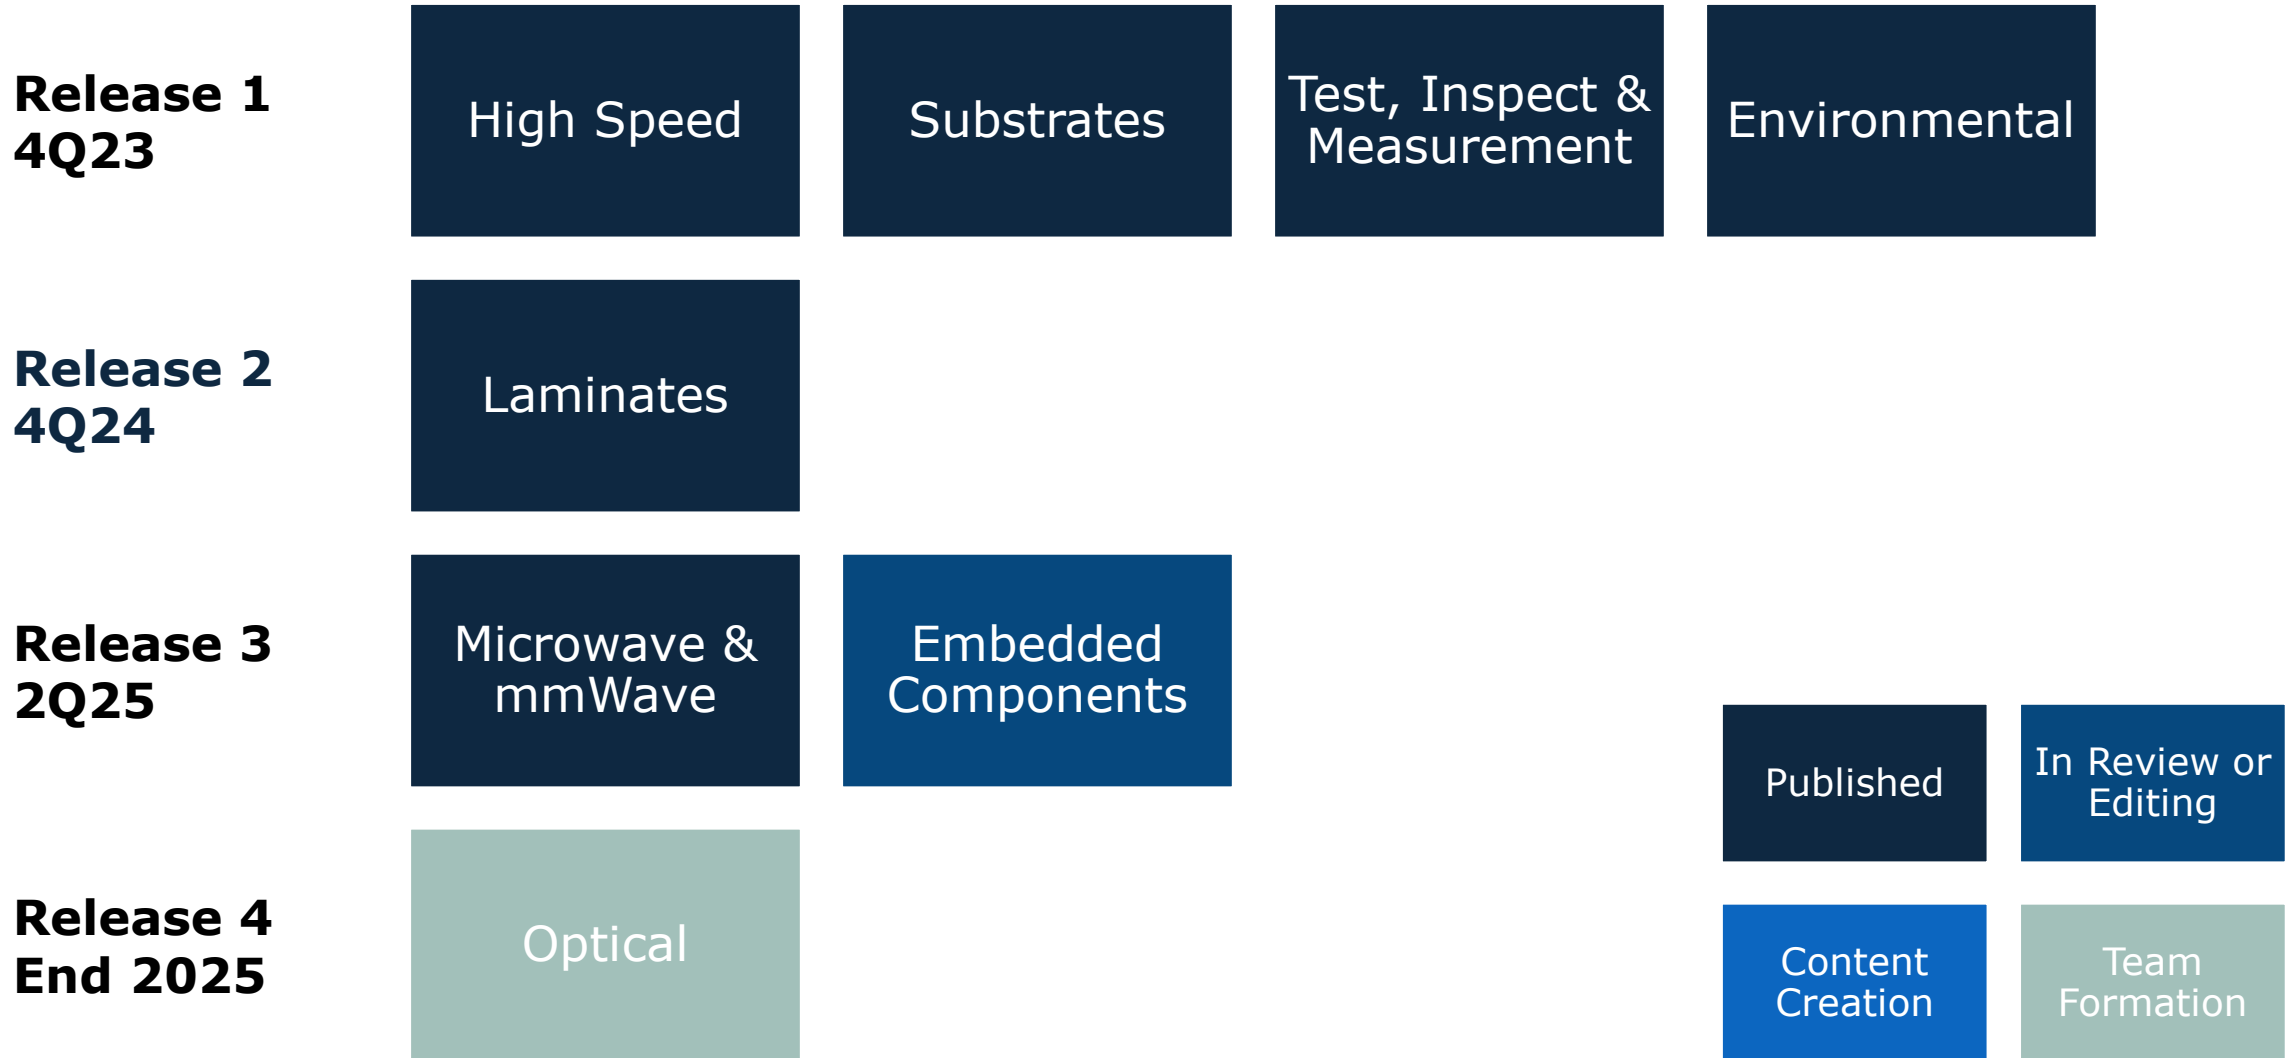 Release 1
4Q23
High Speed
Substrates
Test, Inspect &
Measurement
Environmental
Release 2
4Q24
Laminates
Release 3
2Q25
Microwave &
mmWave
Embedded
Components
Release 4
End 2025
Optical
Published
In Review or
Editing
Content
Creation
Team
Formation